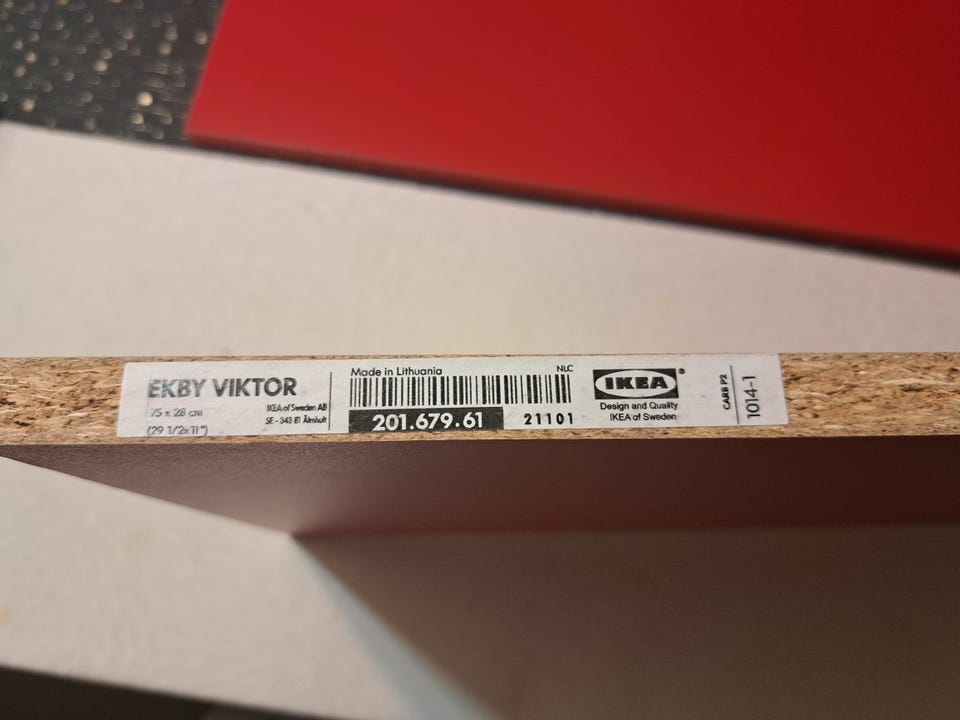 EKBY VIKTOR
75 x 28 cm
(29 1/2x11")
IKEA of Sweden AB
SE - 343 81 Älmhult
Made in Lithuania
NLC
201.679.61
21101
IKEA®
Design and Quality
IKEA of Sweden
CARB P2
1014-1